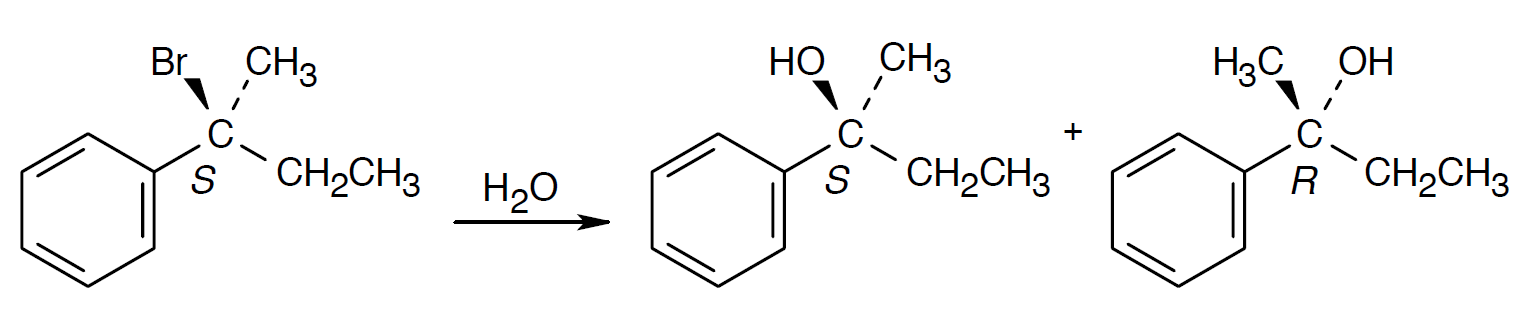 Br CH3 HO CH3 H3C OH
C C + C
S CH2CH3 S CH2CH3 R CH2CH3
H2O